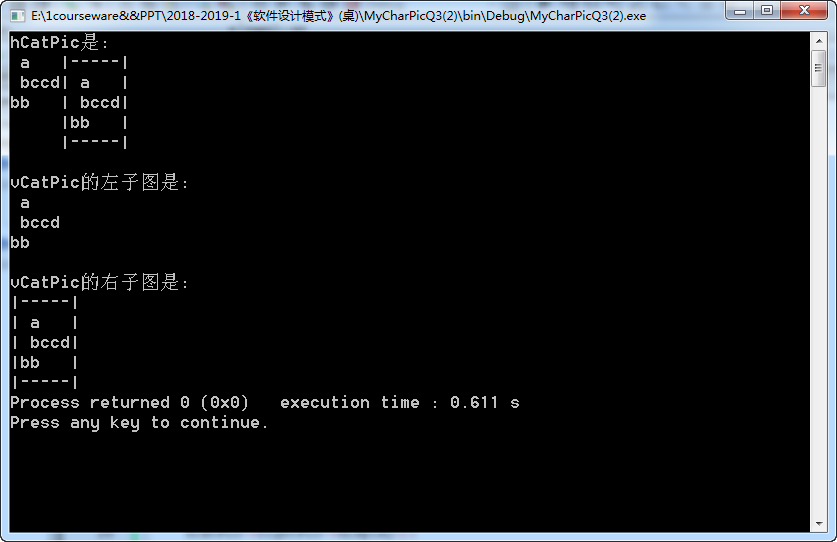 E:\1courseware&&PPT\2018-2019-1《软件设计模式》(桌)\MyCharPicQ3(2)\bin\Debug\MyCharPicQ3(2).exe
hCatPic是:
 a   |-----|
 bccd| a   |
bb   | bccd|
     |bb   |
     |-----|
vCatPic的左子图是:
 a
 bccd
bb
vCatPic的右子图是:
|-----|
| a   |
| bccd|
|bb   |
|-----|
Process returned 0 (0x0)   execution time : 0.611 s
Press any key to continue.